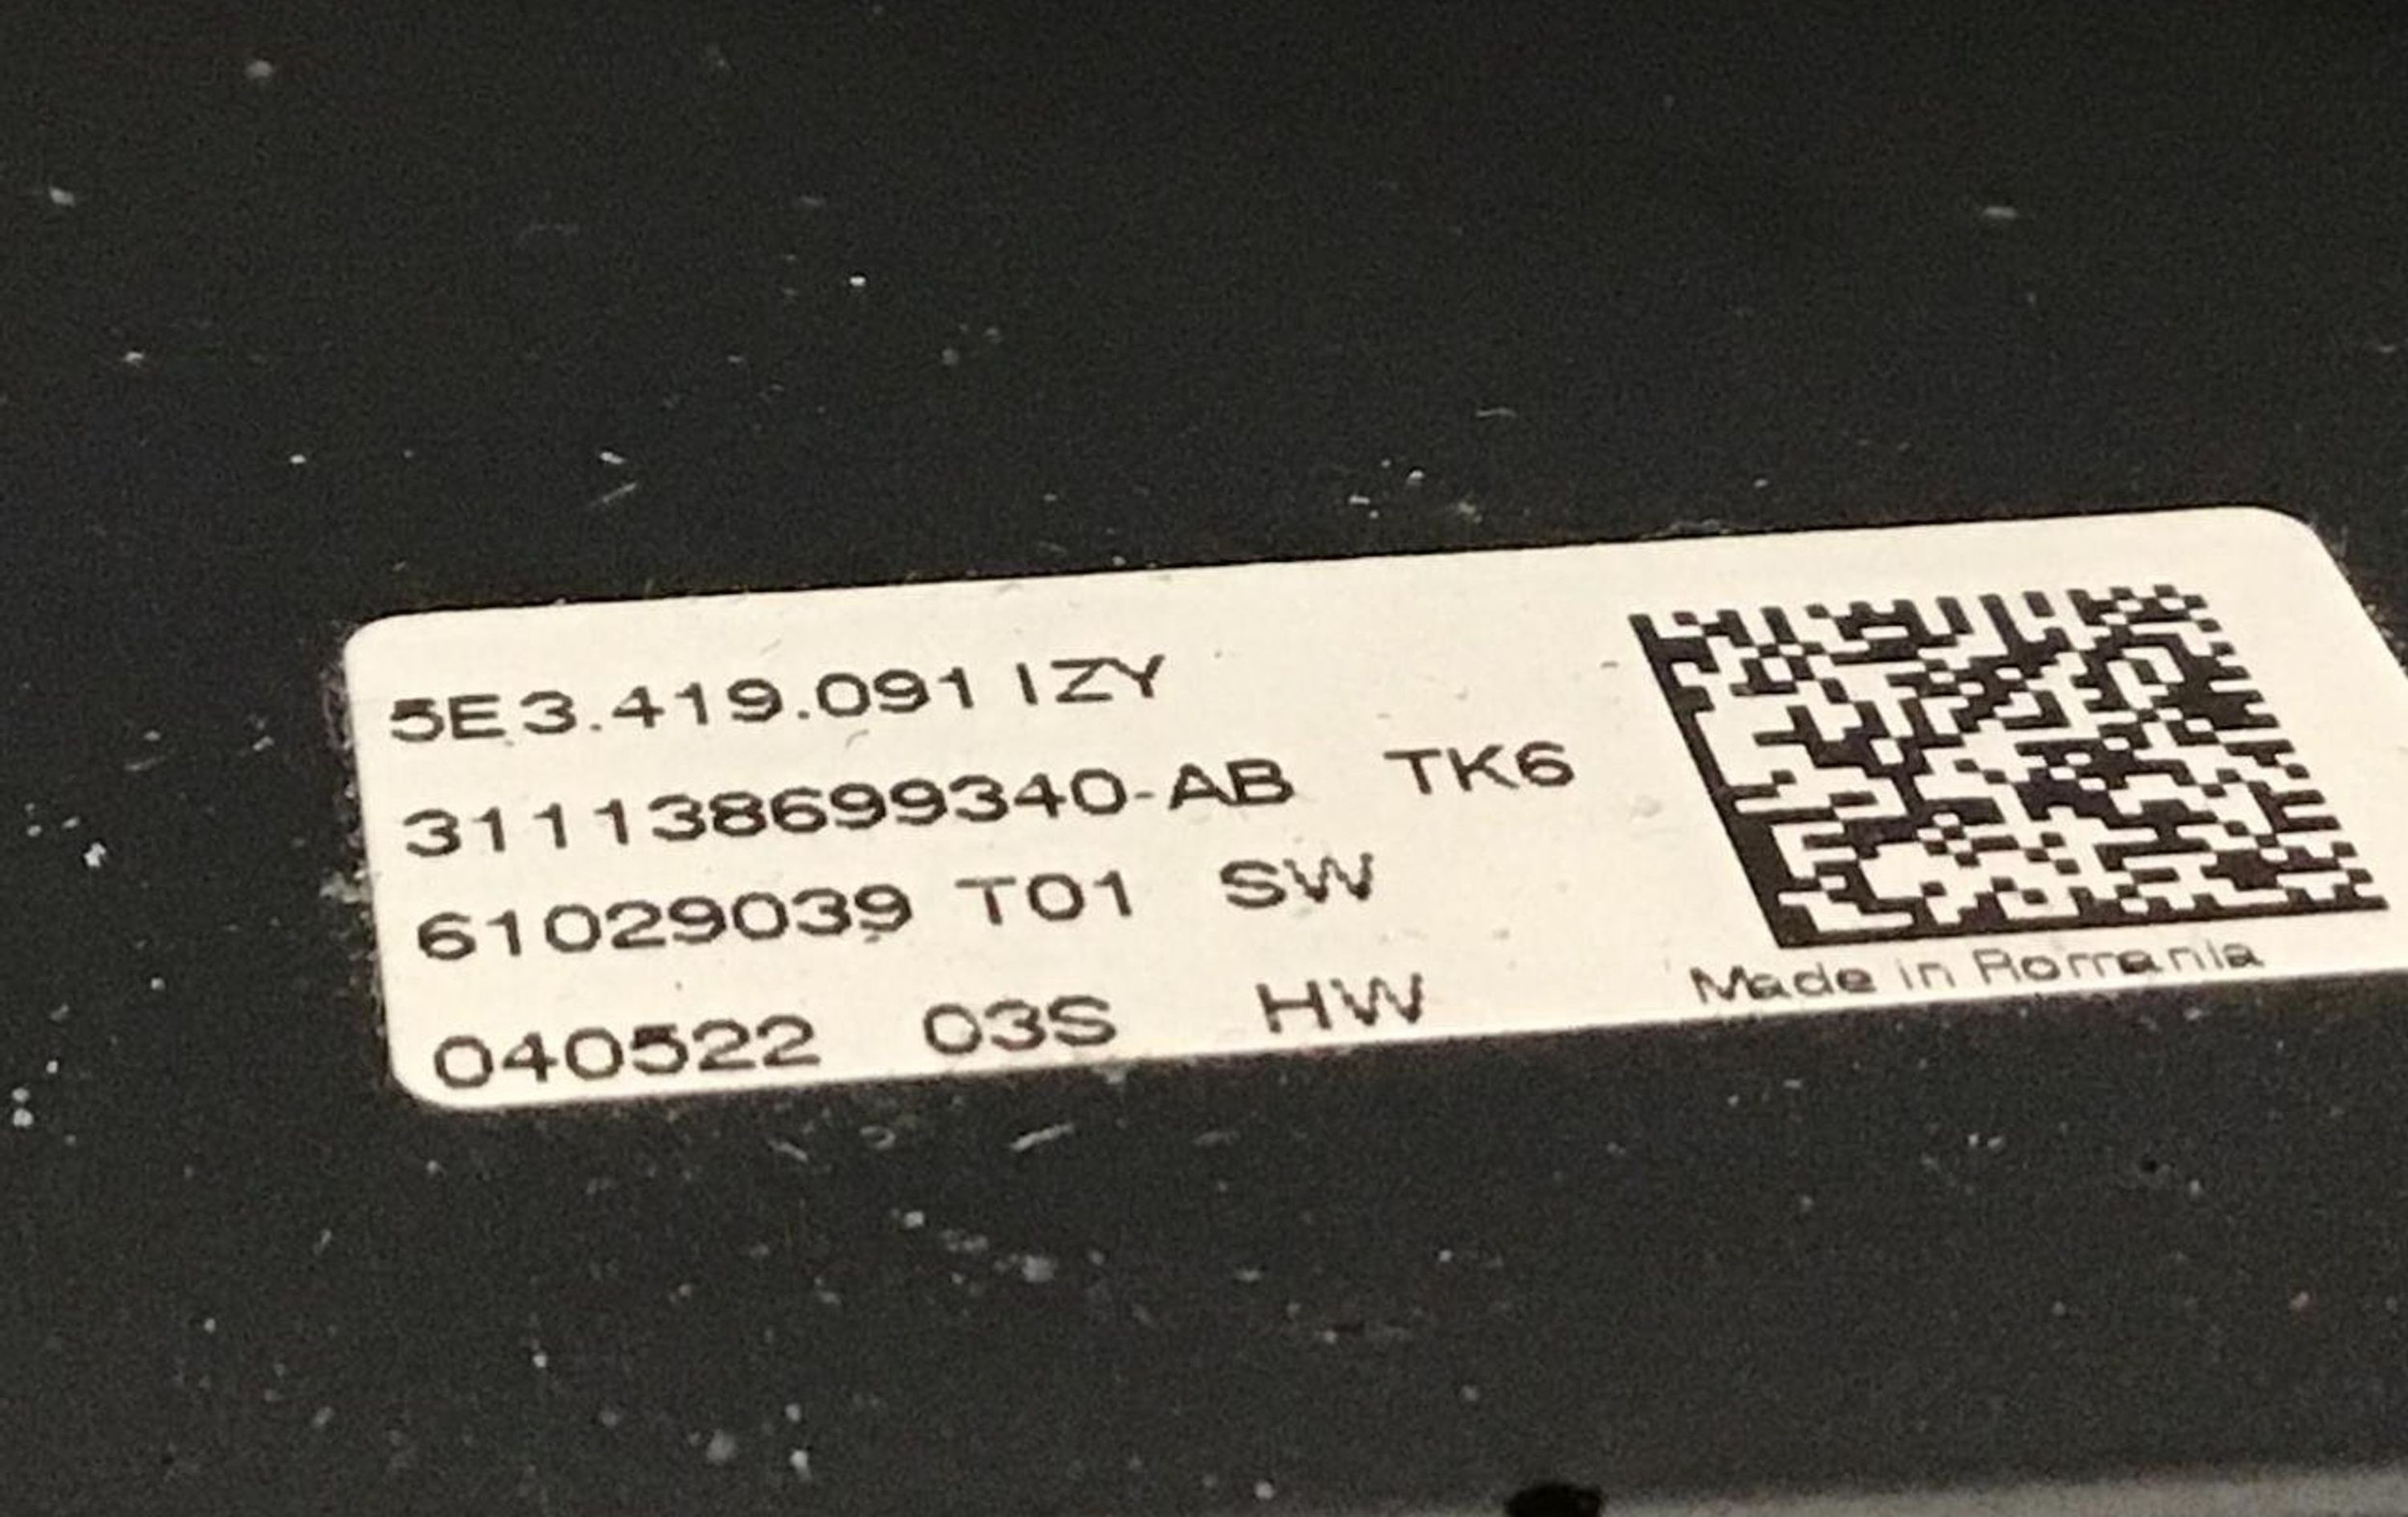 5E3.419.091 IZY
311138699340-AB TK6
61029039 T01 SW
040522 03S HW
Made in Romania